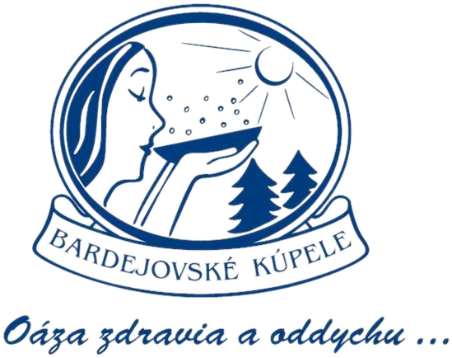 BARDEJOVSKÉ KÚPELE
Oáza zdravia a oddychu ...